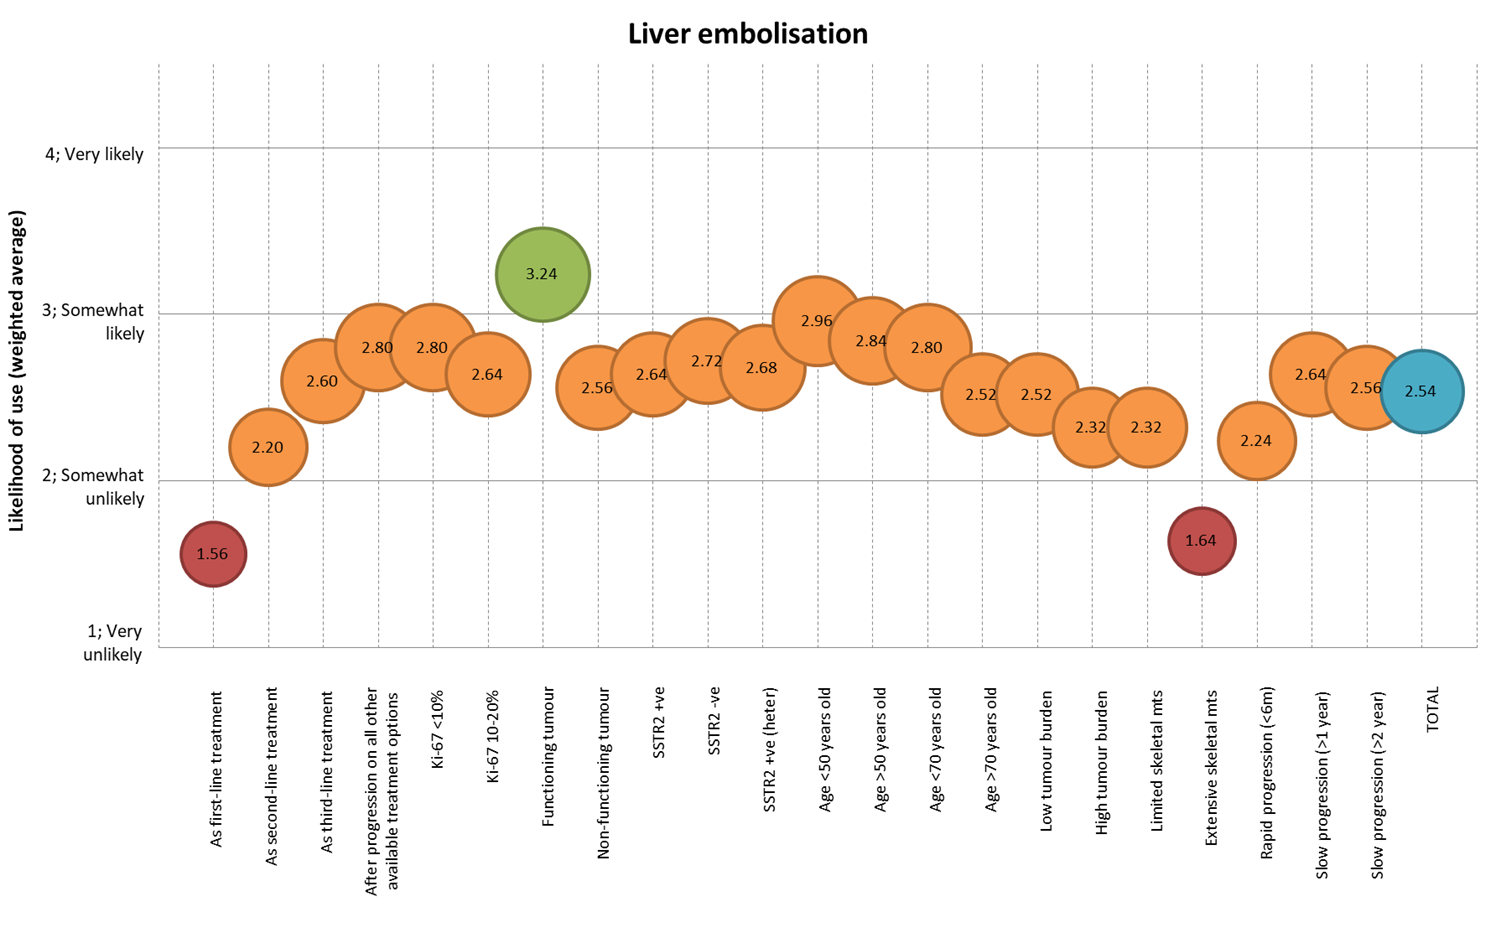 Liver embolisation
Likelihood of use (weighted average)
4; Very likely
3; Somewhat
likely
2; Somewhat
unlikely
1; Very
unlikely
1.56
2.20
2.60
2.80
2.80
2.64
3.24
2.56
2.64
2.72
2.68
2.96
2.84
2.80
2.52
2.52
2.32
2.32
1.64
2.24
2.64
2.56
2.54
As first-line treatment
As second-line treatment
As third-line treatment
After progression on all other
available treatment options
Ki-67 <10%
Ki-67 10-20%
Functioning tumour
Non-functioning tumour
SSTR2 +ve
SSTR2 -ve
SSTR2 +ve (heter)
Age <50 years old
Age >50 years old
Age <70 years old
Age >70 years old
Low tumour burden
High tumour burden
Limited skeletal mts
Extensive skeletal mts
Rapid progression (<6m)
Slow progression (>1 year)
Slow progression (>2 year)
TOTAL